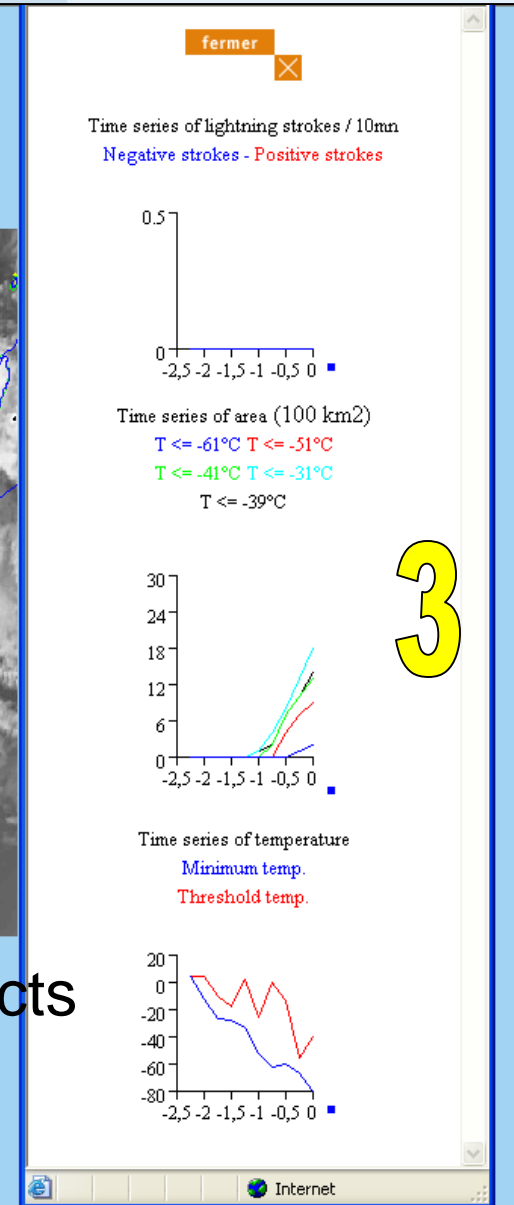 fermer
Time series of lightning strokes / 10mn
Negative strokes - Positive strokes
0.5
0
-2,5 -2 -1,5 -1 -0,5 0
Time series of area (100 km2)
T <= -61°C T <= -51°C
T <= -41°C T <= -31°C
T <= -39°C
3
30
24
18
12
6
0
-2,5 -2 -1,5 -1 -0,5 0
Time series of temperature
Minimum temp.
Threshold temp.
cts
20
0
-20
-40
-60
-80
-2,5 -2 -1,5 -1 -0,5 0
Internet